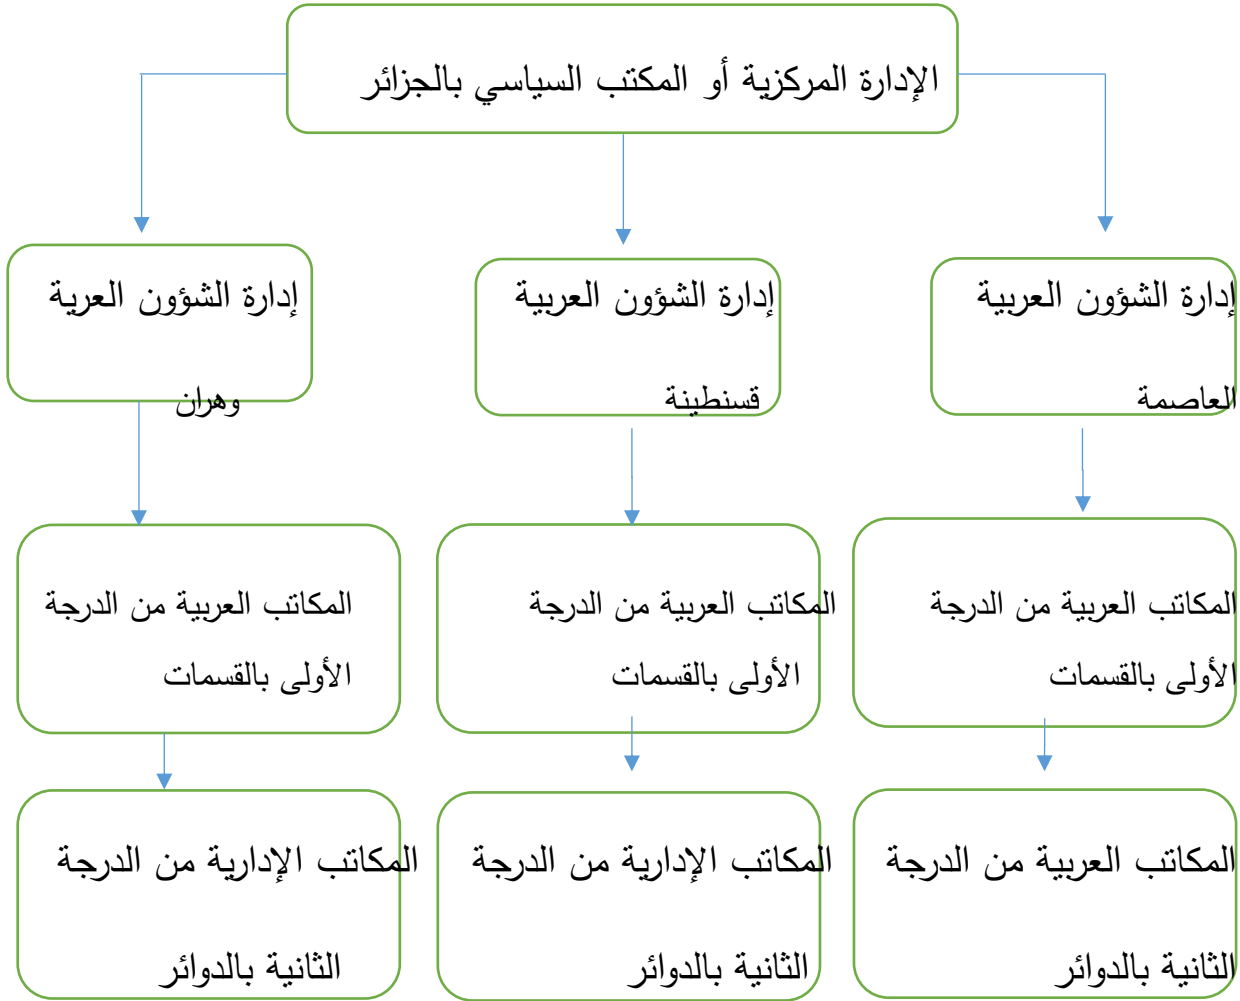 الإدارة المركزية أو المكتب السياسي بالجزائر
إدارة الشؤون العربية
العاصمة
إدارة الشؤون العربية
قسنطينة
إدارة الشؤون العرية
وهران
المكاتب العربية من الدرجة
الأولى بالقسمات
المكاتب العربية من الدرجة
الأولى بالقسمات
المكاتب العربية من الدرجة
الأولى بالقسمات
المكاتب العربية من الدرجة
الثانية بالدوائر
المكاتب الإدارية من الدرجة
الثانية بالدوائر
المكاتب الإدارية من الدرجة
الثانية بالدوائر